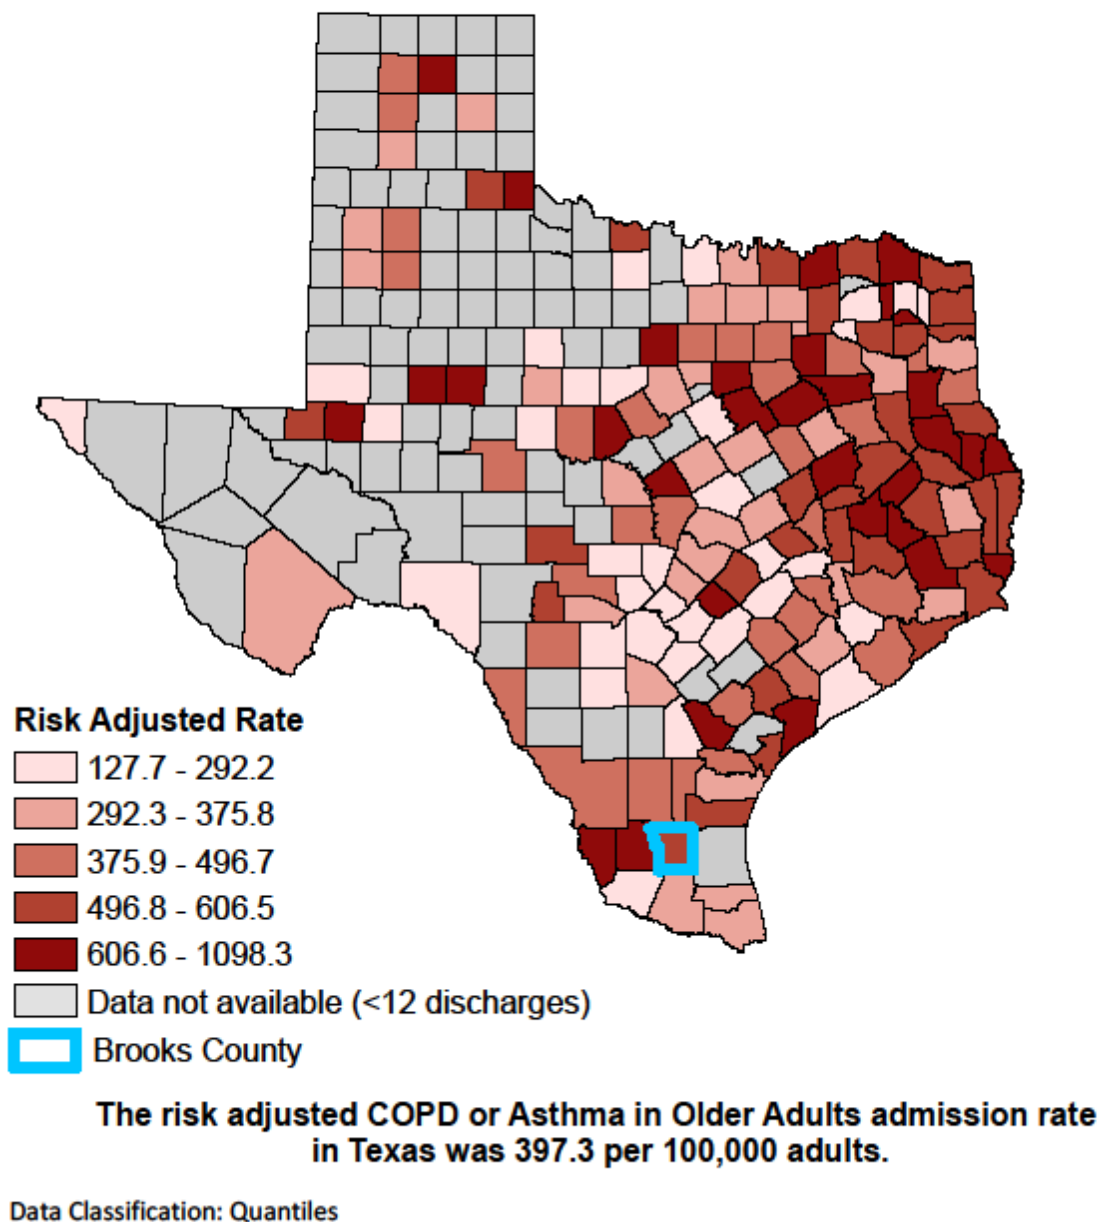 Risk Adjusted Rate
127.7 - 292.2
292.3 - 375.8
375.9 - 496.7
496.8 - 606.5
606.6 - 1098.3
Data not available (<12 discharges)
Brooks County
The risk adjusted COPD or Asthma in Older Adults admission rate
in Texas was 397.3 per 100,000 adults.
Data Classification: Quantiles